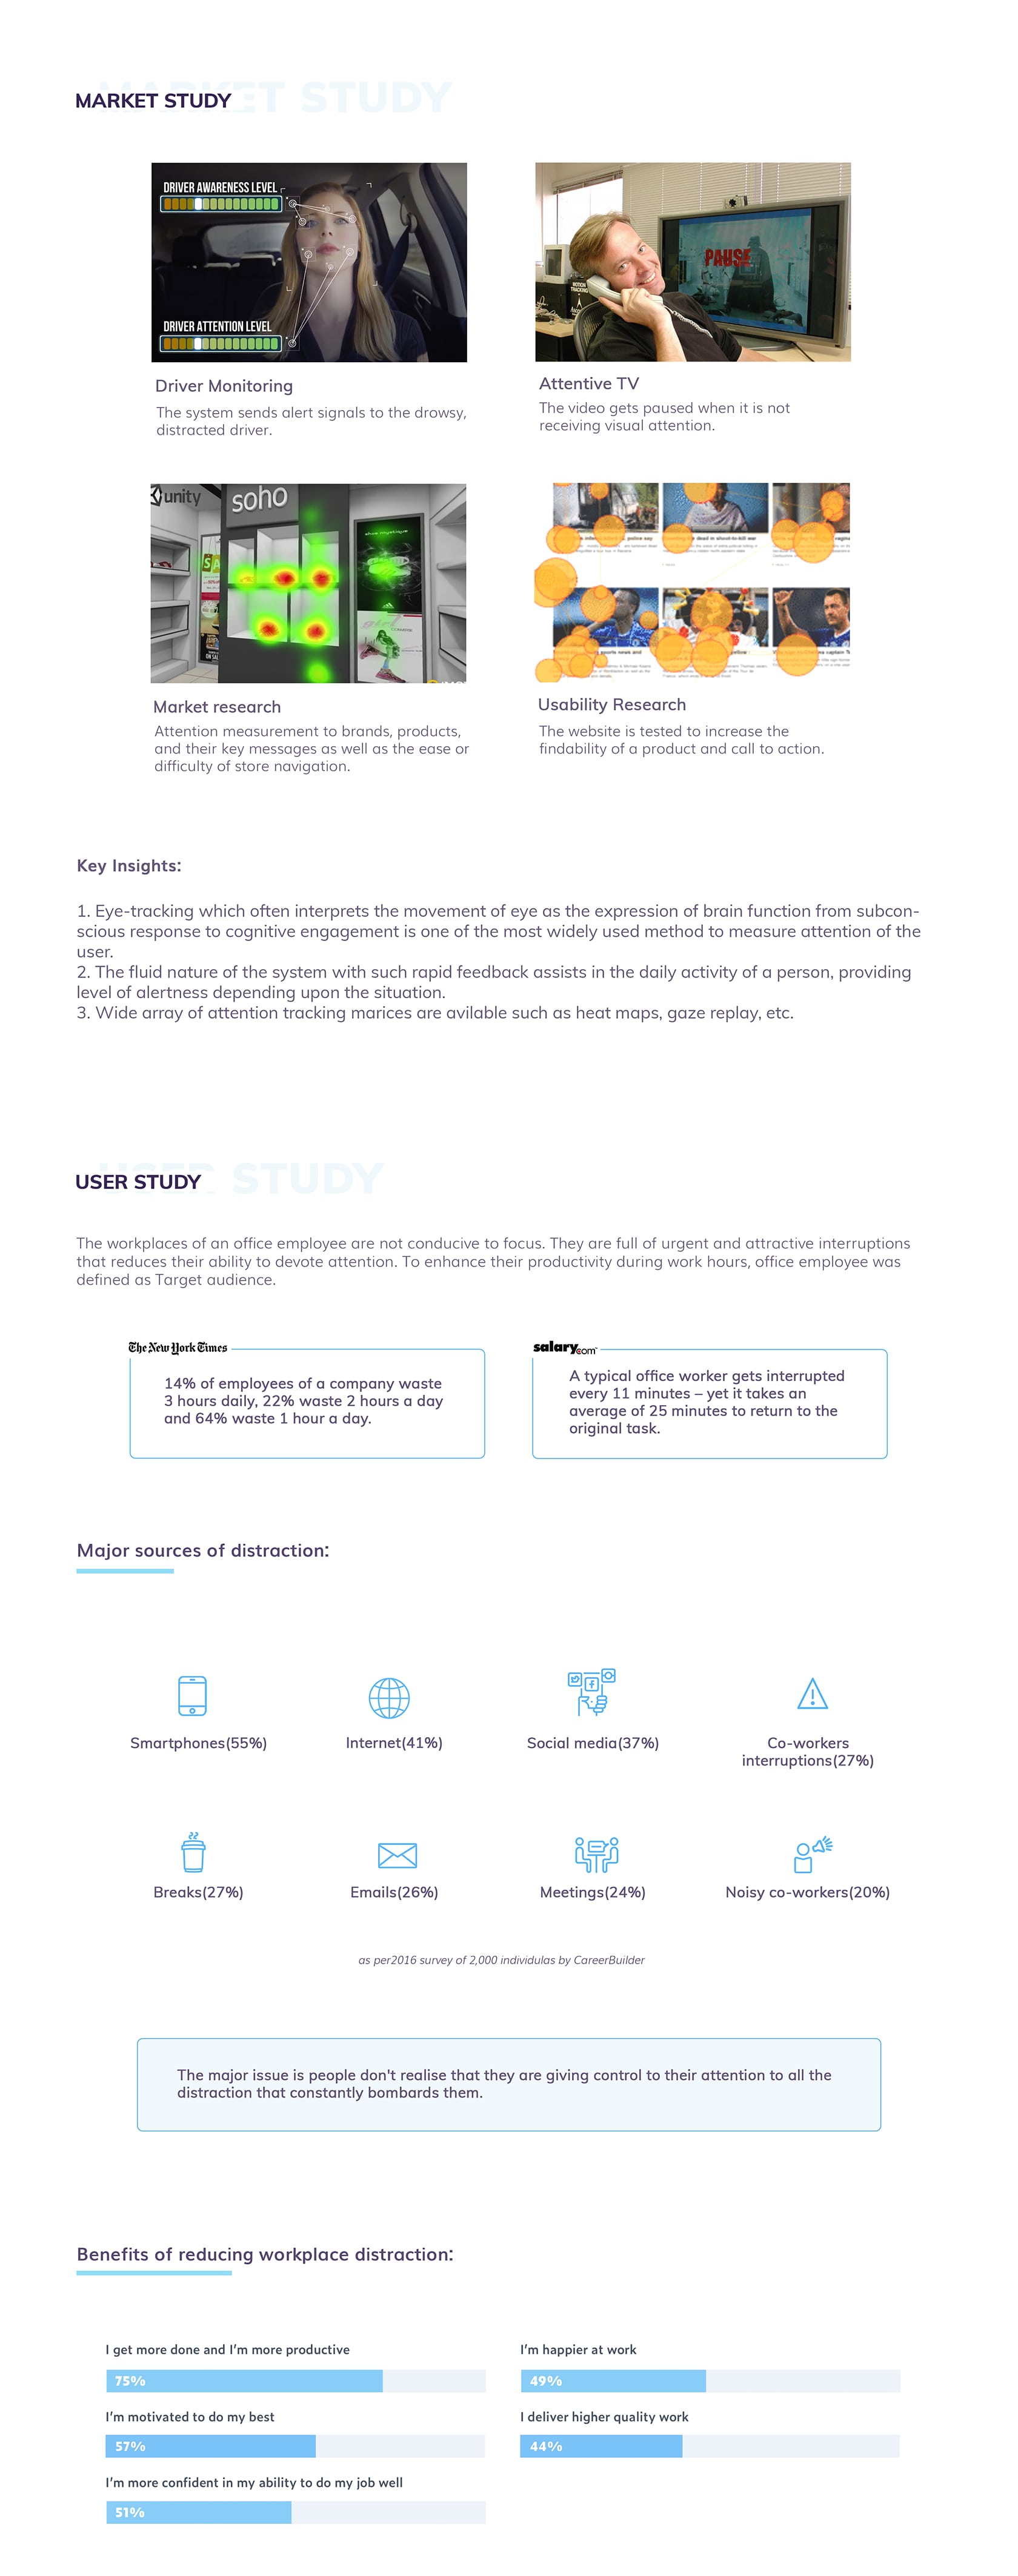 MARKET STUDY
MARKET STUDY
DRIVER AWARENESS LEVEL
DRIVER ATTENTION LEVEL
MOTION
TRACKING
PAUSE
Driver Monitoring
The system sends alert signals to the drowsy,
distracted driver.
Attentive TV
The video gets paused when it is not
receiving visual attention.
unity
soho
Market research
Attention measurement to brands, products,
and their key messages as well as the ease or
difficulty of store navigation.
Usability Research
The website is tested to increase the
findability of a product and call to action.
Key Insights:
1. Eye-tracking which often interprets the movement of eye as the expression of brain function from subcon-
scious response to cognitive engagement is one of the most widely used method to measure attention of the
user.
2. The fluid nature of the system with such rapid feedback assists in the daily activity of a person, providing
level of alertness depending upon the situation.
3. Wide array of attention tracking marices are avilable such as heat maps, gaze replay, etc.
USER STUDY
USER STUDY
The workplaces of an office employee are not conducive to focus. They are full of urgent and attractive interruptions
that reduces their ability to devote attention. To enhance their productivity during work hours, office employee was
defined as Target audience.
The New York Times
14% of employees of a company waste
3 hours daily, 22% waste 2 hours a day
and 64% waste 1 hour a day.
salary.com
A typical office worker gets interrupted
every 11 minutes – yet it takes an
average of 25 minutes to return to the
original task.
Major sources of distraction:
Smartphones(55%)
Internet(41%)
Social media(37%)
Co-workers
interruptions(27%)
Breaks(27%)
Emails(26%)
Meetings(24%)
Noisy co-workers(20%)
as per2016 survey of 2,000 individulas by CareerBuilder
The major issue is people don't realise that they are giving control to their attention to all the
distraction that constantly bombards them.
Benefits of reducing workplace distraction:
I get more done and I'm more productive
75%
I'm motivated to do my best
57%
I'm more confident in my ability to do my job well
51%
I'm happier at work
49%
I deliver higher quality work
44%